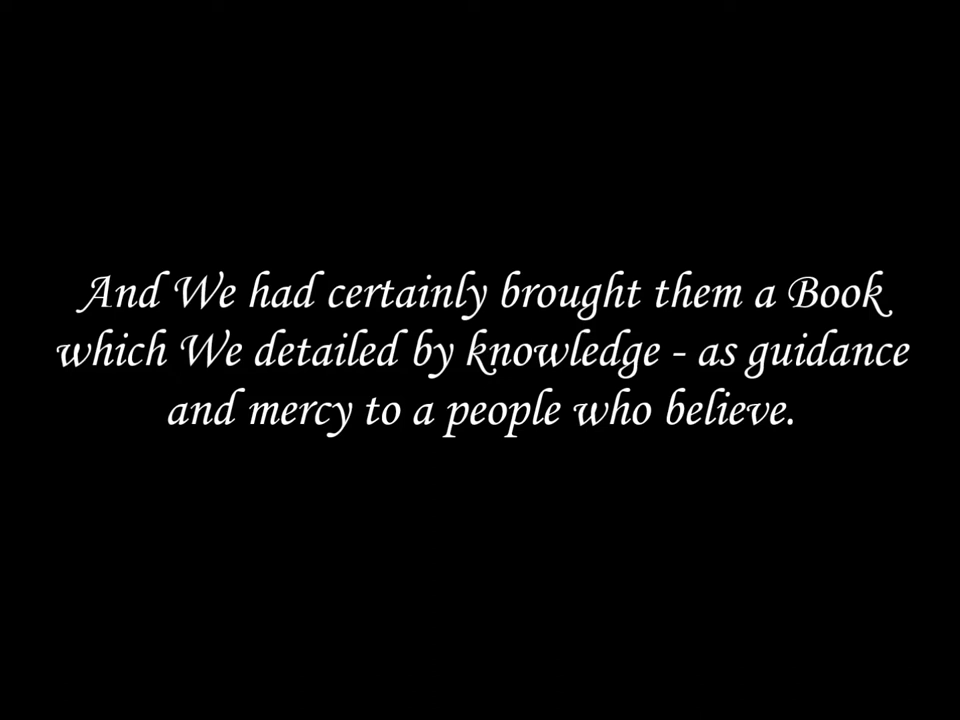 And We had certainly brought them a Book
which We detailed by knowledge - as guidance
and mercy to a people who believe.